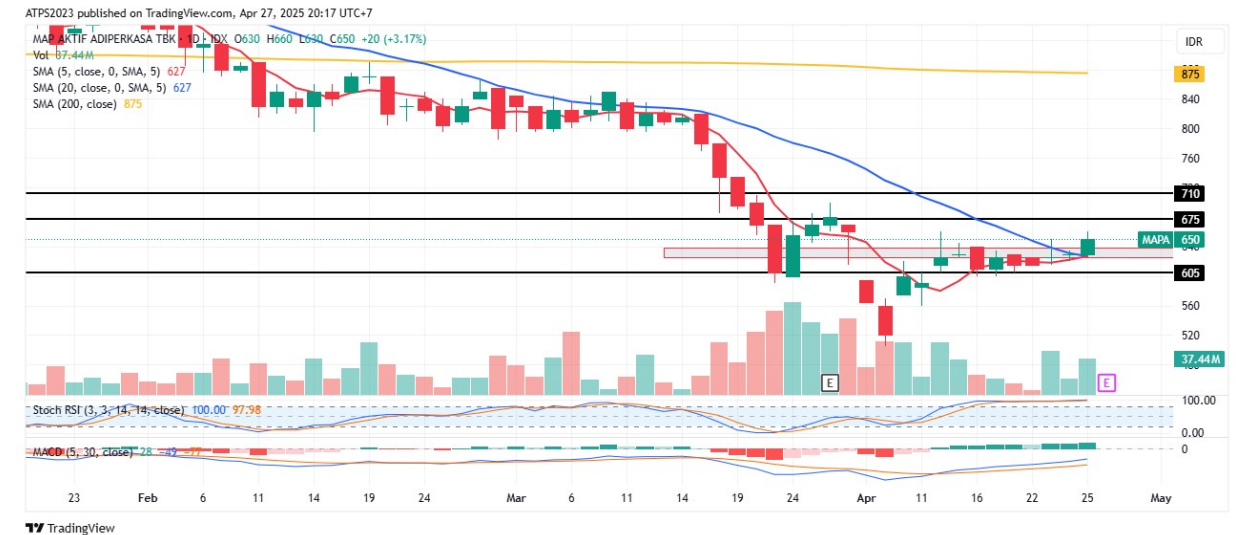 ATPS2023 published on TradingView.com, Apr 27, 2025 20:17 UTC+7
MAP AKTIF ADIPERKASA TBK · 1D · IDX O630 H660 L630 C650 +20 (+3.17%)
IDR
Vol 37.44M
SMA (5, close, 0, SMA, 5) 627
875
SMA (20, close, 0, SMA, 5) 627
SMA (200, close) 875
840
800
760
710
675
MAPA 650
605
560
520
37.44M
E E
Stoch RSI (3, 3, 14, 14, close) 100.00 97.98
100.00
0.00
MACD (5, 30, close) 28 −49 −77
0
23 Feb 6 11 14 19 24 Mar 6 11 14 19 24 Apr 11 16 22 25 May
TradingView